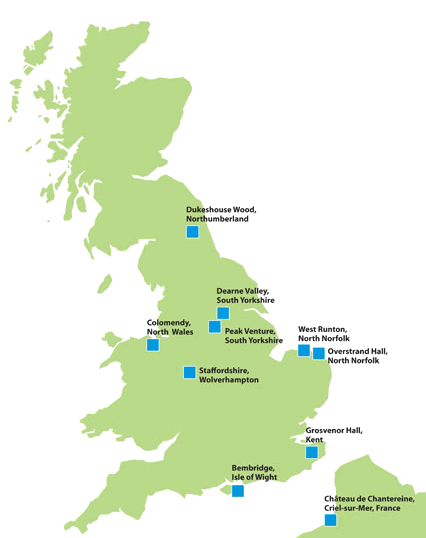 Dukeshouse Wood,
Northumberland
Dearne Valley,
South Yorkshire
Colomendy,
North Wales
Peak Venture,
South Yorkshire
West Runton,
North Norfolk
Overstrand Hall,
North Norfolk
Staffordshire,
Wolverhampton
Grosvenor Hall,
Kent
Bembridge,
Isle of Wight
Château de Chantereine,
Criel-sur-Mer, France